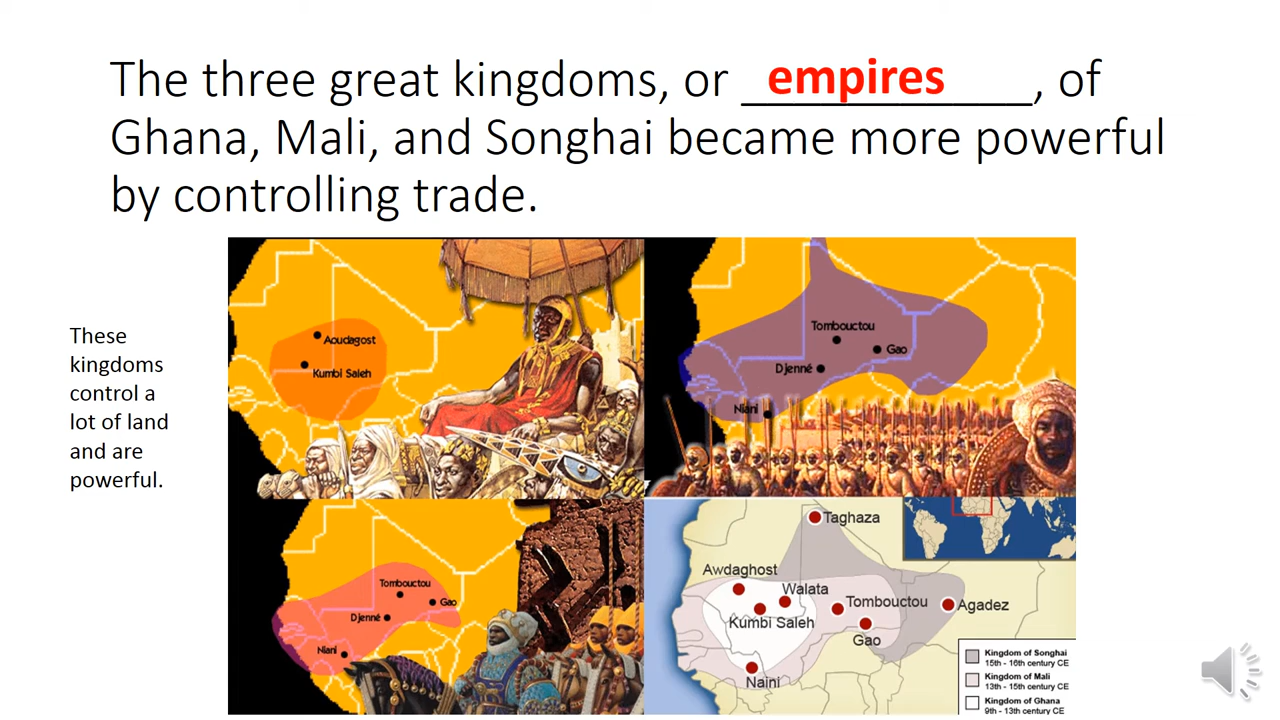 The three great kingdoms, or ___________, of
empires
Ghana, Mali, and Songhai became more powerful
by controlling trade.
These
kingdoms
control a
lot of land
and are
powerful.
Aoudagost
Kumbi Saleh
Tombouctou
Gao
Djenné
Niani
Tombouctou
Gao
Djenné
Niani
Taghaza
Awdaghost
Walata
Tombouctou
Agadez
Kumbi Saleh
Gao
Naini
Kingdom of Songhai
15th - 16th century CE
Kingdom of Mali
13th - 15th century CE
Kingdom of Ghana
9th - 13th century CE